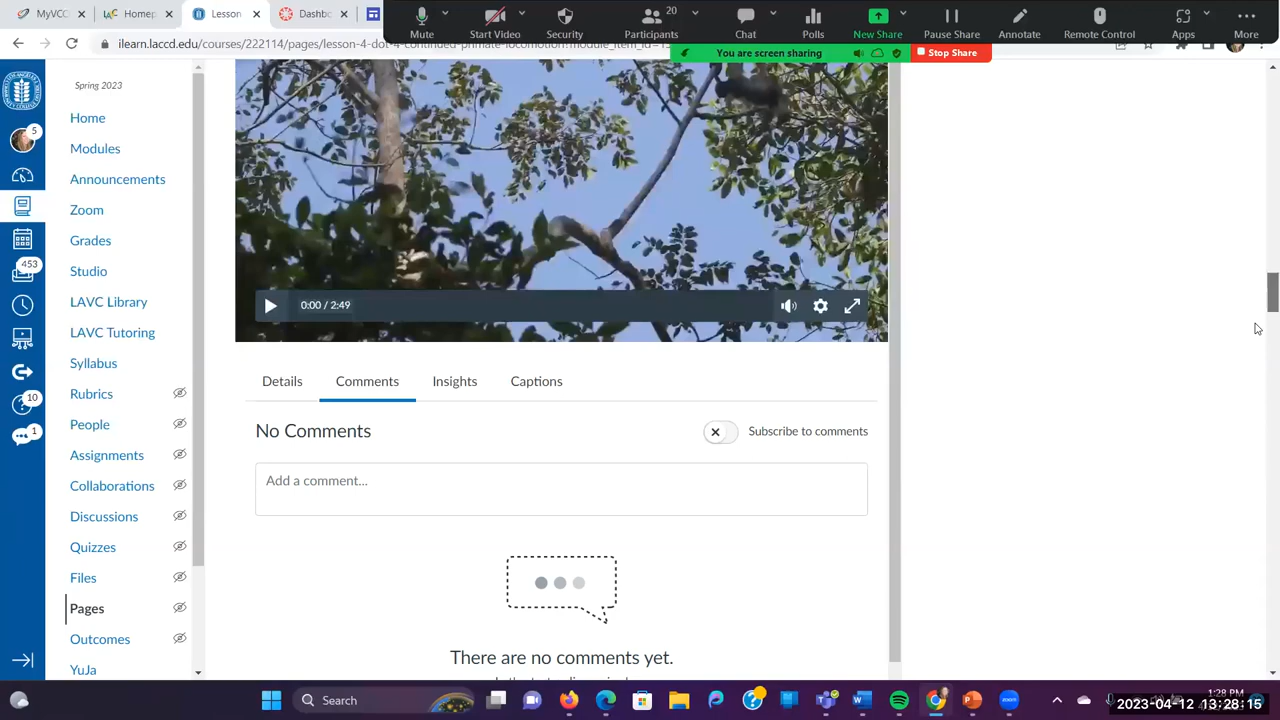 MyVCC
Homep
Lesson
Dashbo
Mute
Start Video
Security
20
Participants
Chat
Polls
New Share
Pause Share
Annotate
Remote Control
Apps
More
ilearn.laccd.edu/courses/222114/pages/lesson-4-dot-4-continued-primate-locomotion?module_item_id=
You are screen sharing
Stop Share
Spring 2023
5
453
10
1
Home
Modules
Announcements
Zoom
Grades
Studio
LAVC Library
LAVC Tutoring
Syllabus
Rubrics
People
Assignments
Collaborations
Discussions
Quizzes
Files
Pages
Outcomes
YuJa
0:00 / 2:49
Details
Comments
Insights
Captions
No Comments
Subscribe to comments
Add a comment...
There are no comments yet.
Search
1:28 PM
2023-04-12 13:28:15